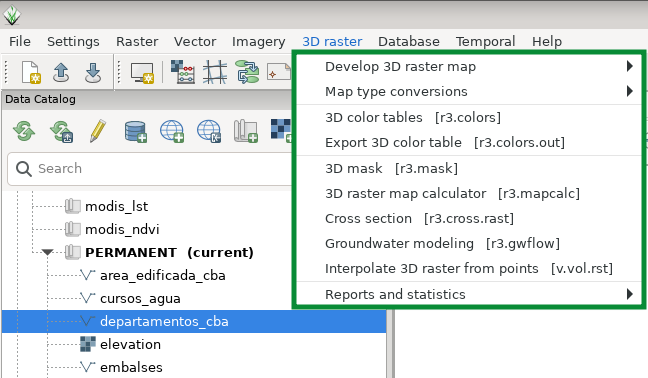 File Settings Raster Vector Imagery 3D raster Database Temporal Help
Develop 3D raster map
Map type conversions
3D color tables [r3.colors]
Export 3D color table [r3.colors.out]
3D mask [r3.mask]
3D raster map calculator [r3.mapcalc]
Cross section [r3.cross.rast]
Groundwater modeling [r3.gwflow]
Interpolate 3D raster from points [v.vol.rst]
Reports and statistics
Data Catalog
Search
modis_lst
modis_ndvi
PERMANENT (current)
area_edificada_cba
cursos_agua
departamentos_cba
elevation
embalses